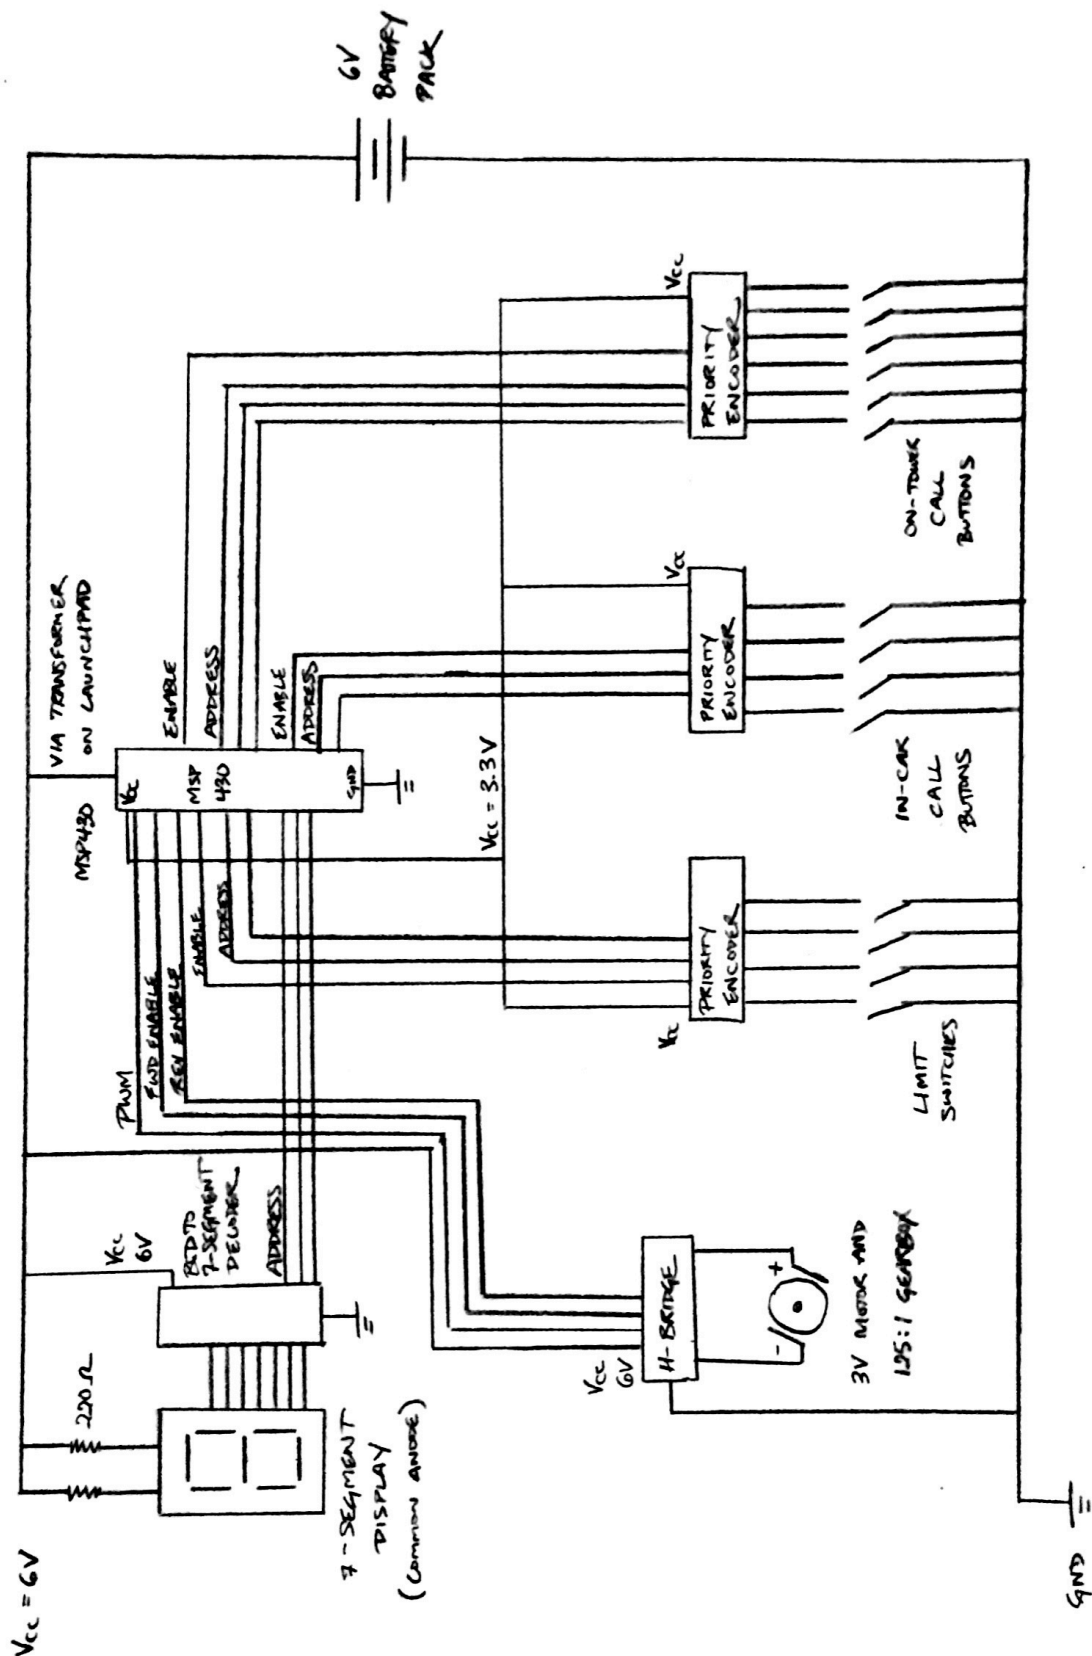 Vcc = 6V
220Ω
7-SEGMENT
DISPLAY
(COMMON ANODE)
Vcc
6V
BCD TO
7-SEGMENT
DECODER
ADDRESS
PWM
FWD ENABLE
REV ENABLE
ENABLE
ADDRESS
MSP430
VIA TRANSFORMER
ON LAUNCHPAD
Vcc
MSP
430
GND
ENABLE
ADDRESS
ENABLE
ADDRESS
6V
BATTERY
PACK
Vcc = 3.3V
Vcc
6V
H-BRIDGE
+
-
3V MOTOR AND
125:1 GEARBOX
Vcc
PRIORITY
ENCODER
LIMIT
SWITCHES
Vcc
PRIORITY
ENCODER
IN-CAR
CALL
BUTTONS
Vcc
PRIORITY
ENCODER
ON-TOWER
CALL
BUTTONS
GND